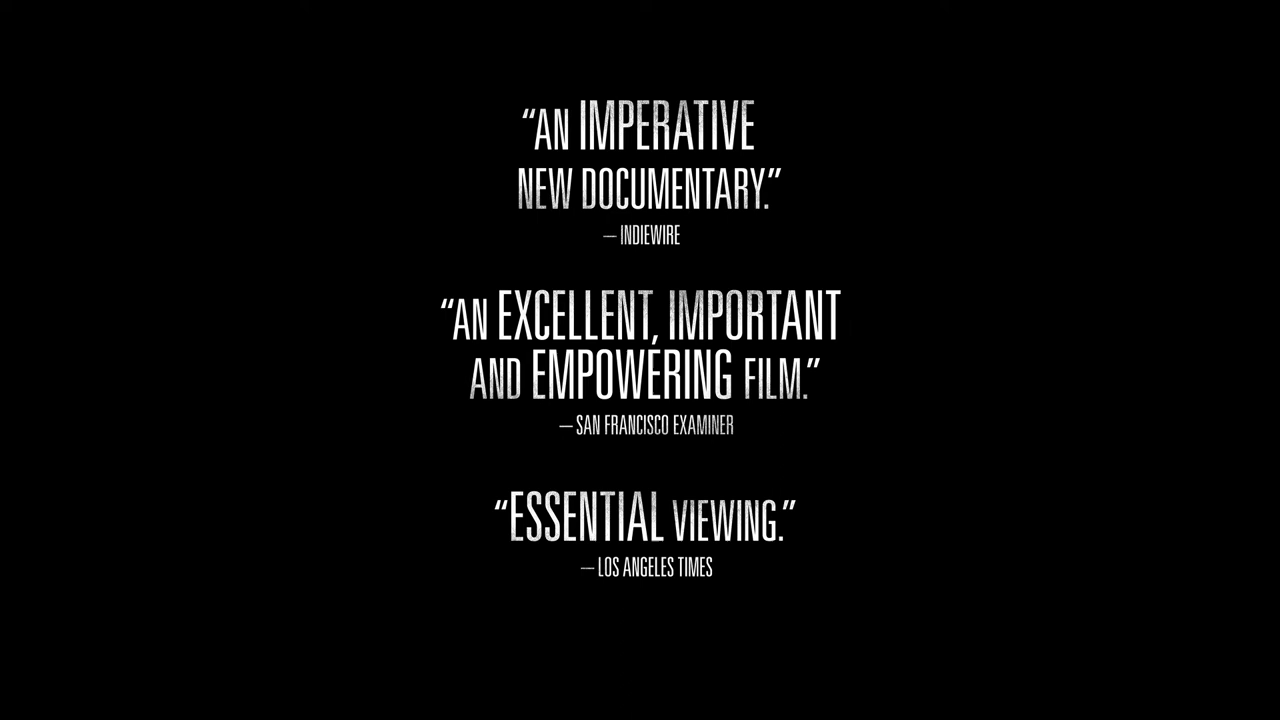 “AN IMPERATIVE
NEW DOCUMENTARY.”
– INDIEWIRE
“AN EXCELLENT, IMPORTANT
AND EMPOWERING FILM.”
– SAN FRANCISCO EXAMINER
“ESSENTIAL VIEWING.”
– LOS ANGELES TIMES